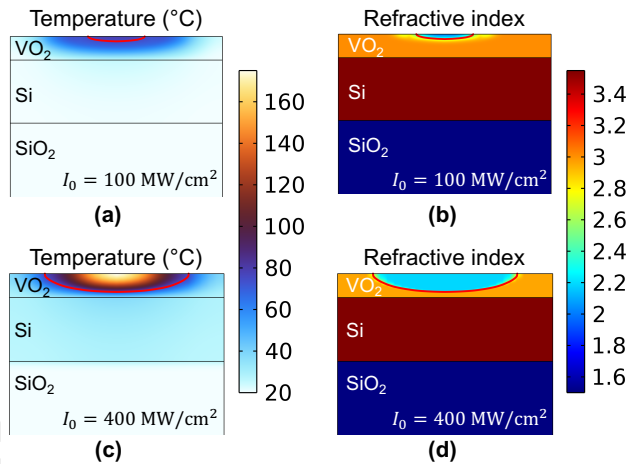 Temperature (°C)
Refractive index
VO₂
Si
SiO₂
I₀ = 100 MW/cm²
(a)
VO₂
Si
SiO₂
I₀ = 100 MW/cm²
(b)
Temperature (°C)
Refractive index
VO₂
Si
SiO₂
I₀ = 400 MW/cm²
(c)
VO₂
Si
SiO₂
I₀ = 400 MW/cm²
(d)
160
140
120
100
80
60
40
20
3.4
3.2
3
2.8
2.6
2.4
2.2
2
1.8
1.6